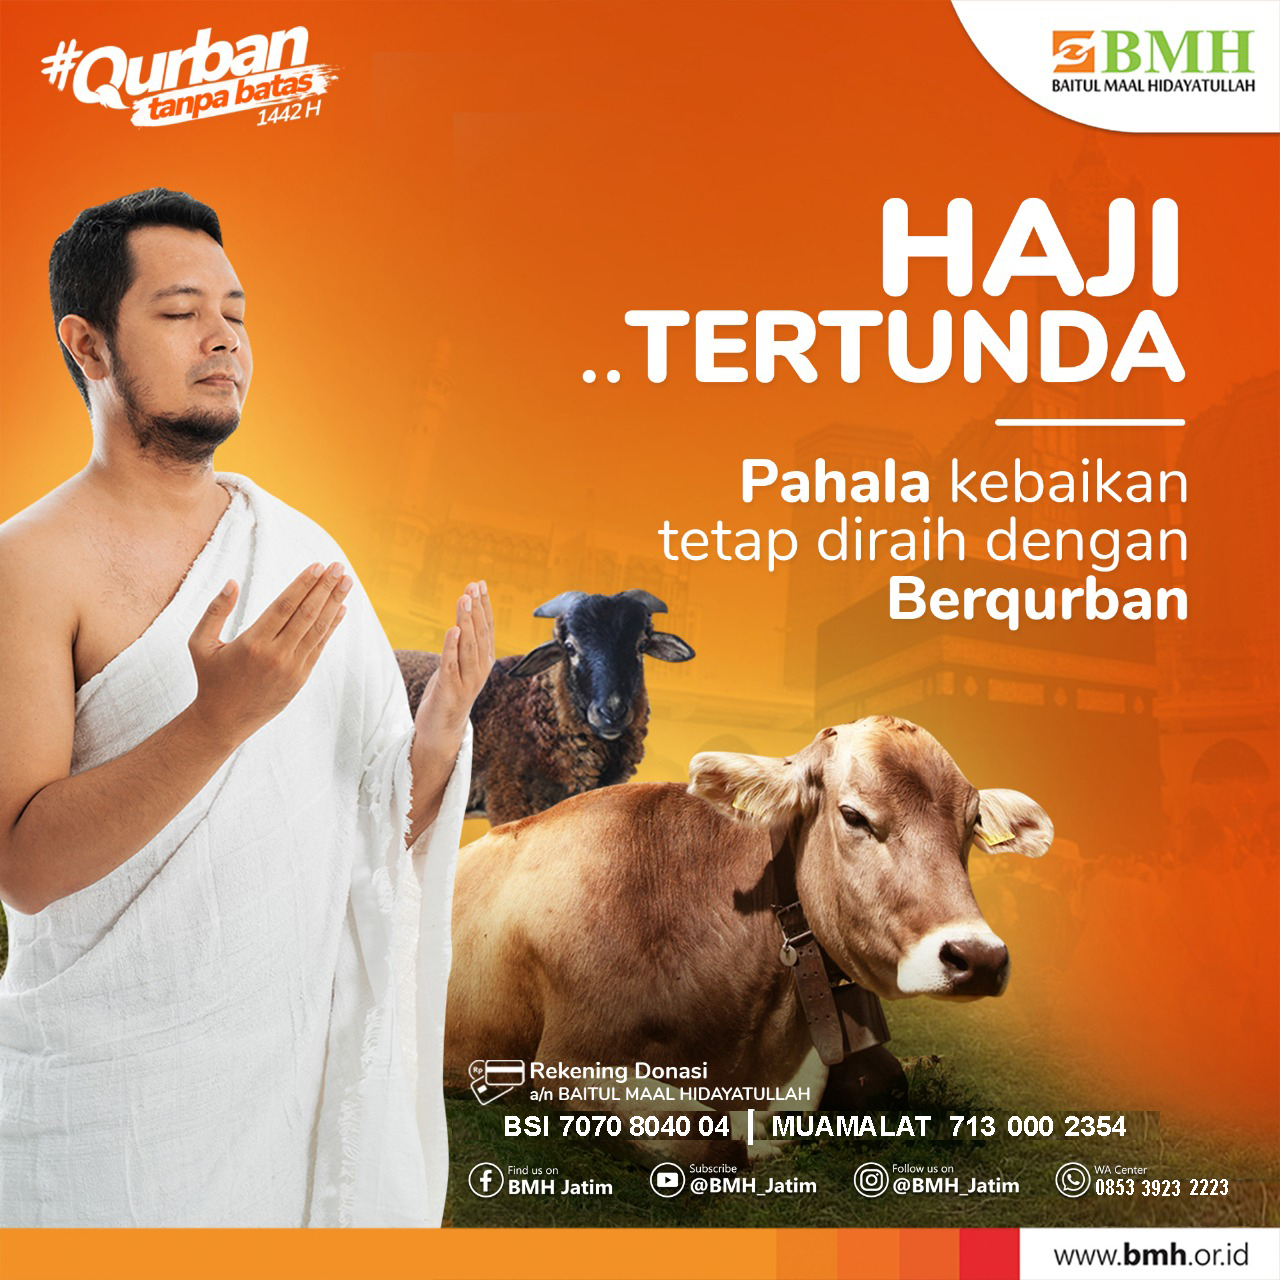 #Qurban
tanpa batas
1442 H
BMH
BAITUL MAAL HIDAYATULLAH
HAJI
..TERTUNDA
Pahala kebaikan
tetap diraih dengan
Berqurban
Rp
Rekening Donasi
a/n BAITUL MAAL HIDAYATULLAH
BSI 7070 8040 04 | MUAMALAT 713 000 2354
Find us on
BMH Jatim
Subscribe
@BMH_Jatim
Follow us on
@BMH_Jatim
WA Center
0853 3923 2223
www.bmh.or.id